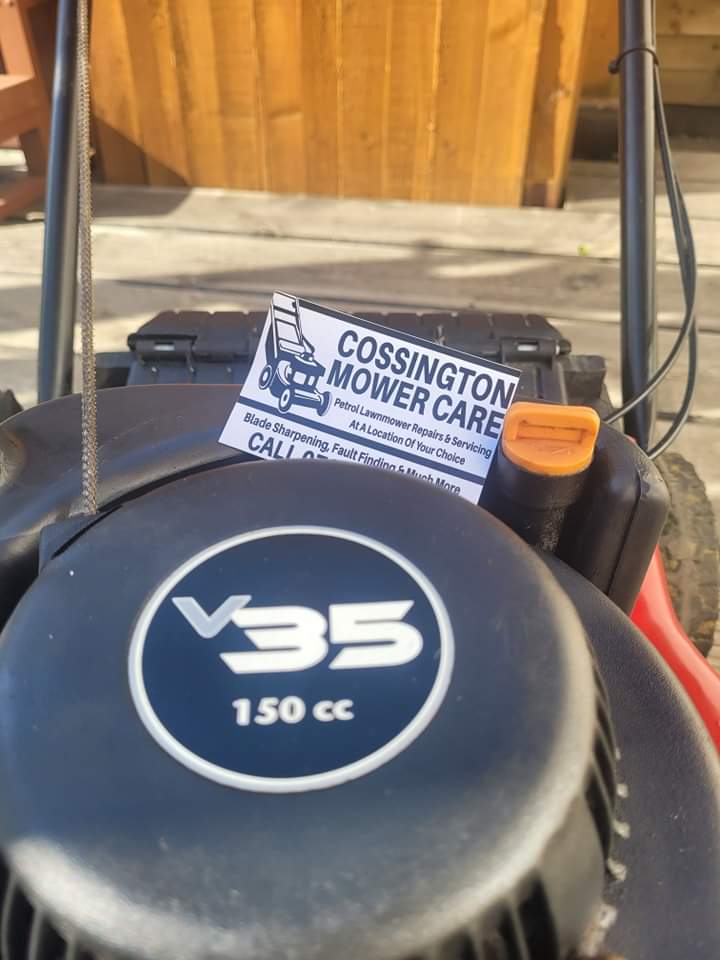 COSSINGTON
MOWER CARE
Petrol Lawnmower Repairs & Servicing
At A Location Of Your Choice
Blade Sharpening, Fault Finding & Much More
CALL
V35
150 cc